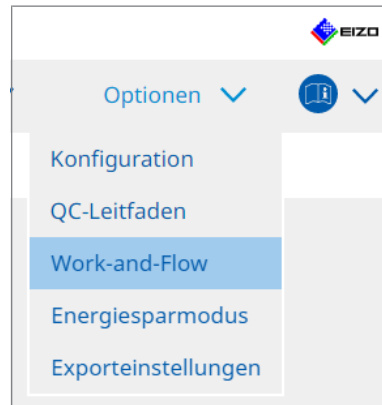 EIZO
Optionen
Konfiguration
QC-Leitfaden
Work-and-Flow
Energiesparmodus
Exporteinstellungen